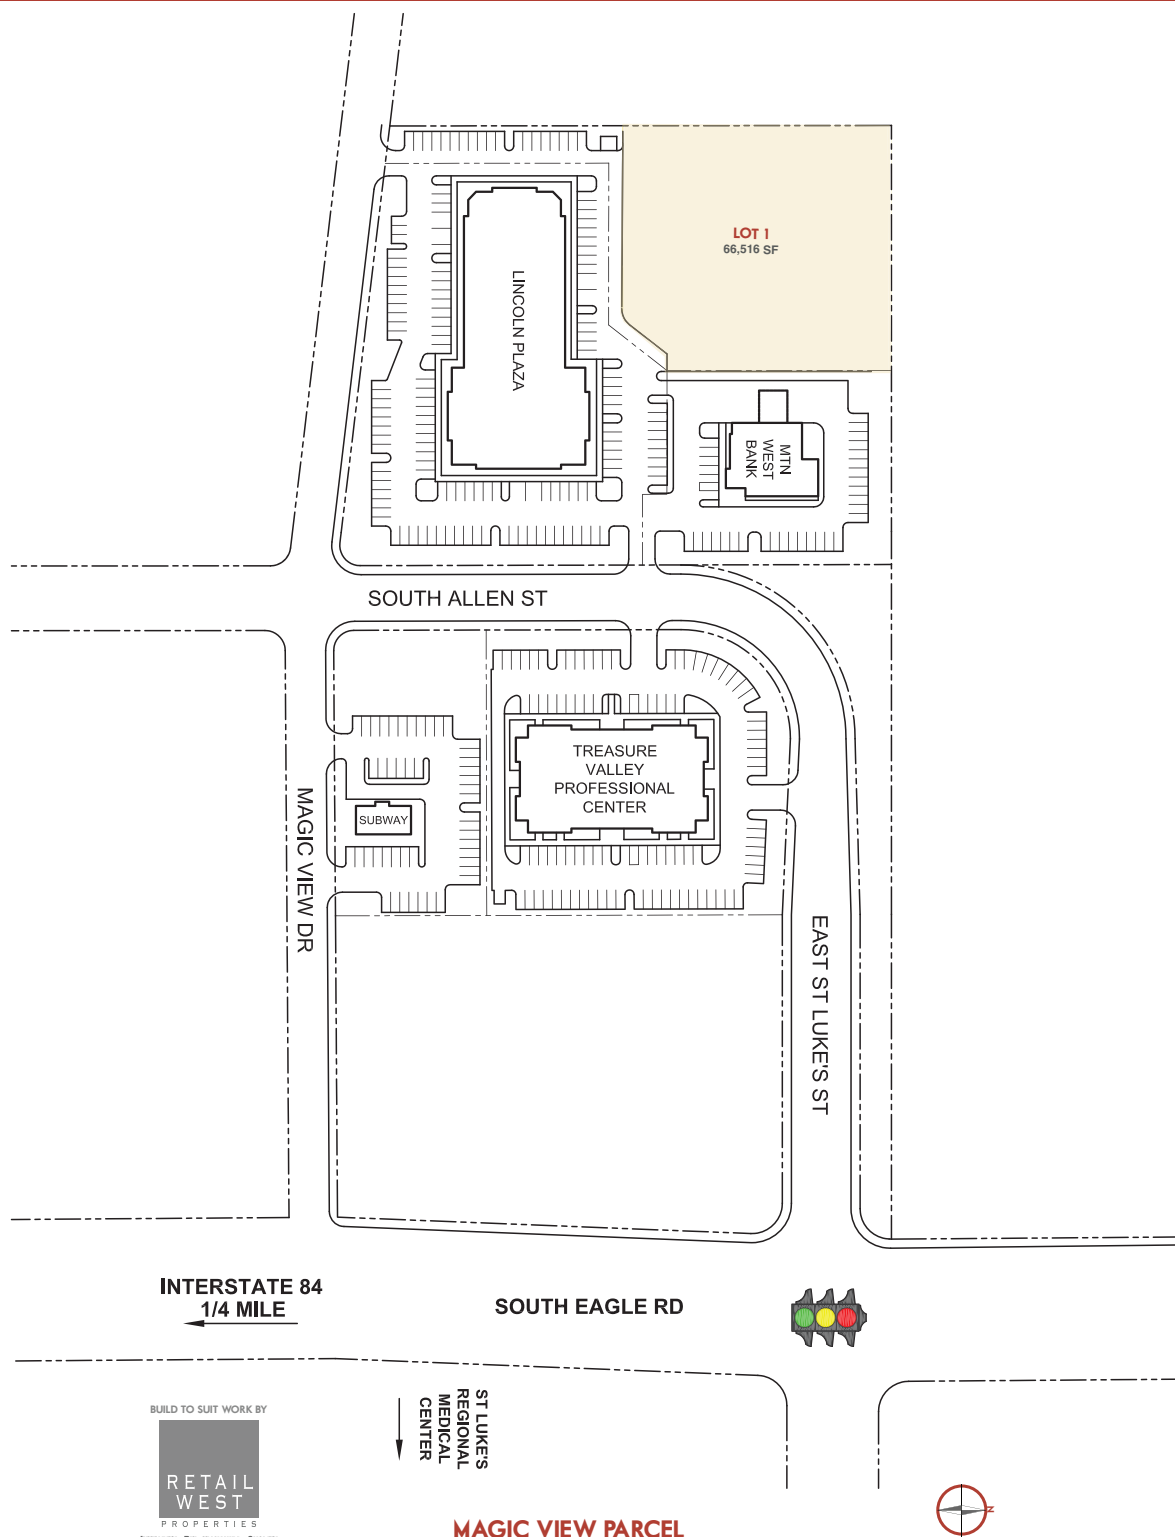 LOT 1
66,516 SF
LINCOLN PLAZA
MTN
WEST
BANK
SOUTH ALLEN ST
TREASURE
VALLEY
PROFESSIONAL
CENTER
SUBWAY
MAGIC VIEW DR
EAST ST LUKE'S ST
INTERSTATE 84
1/4 MILE
SOUTH EAGLE RD
ST LUKE'S
REGIONAL
MEDICAL
CENTER
BUILD TO SUIT WORK BY
RETAIL
WEST
PROPERTIES
MAGIC VIEW PARCEL
N